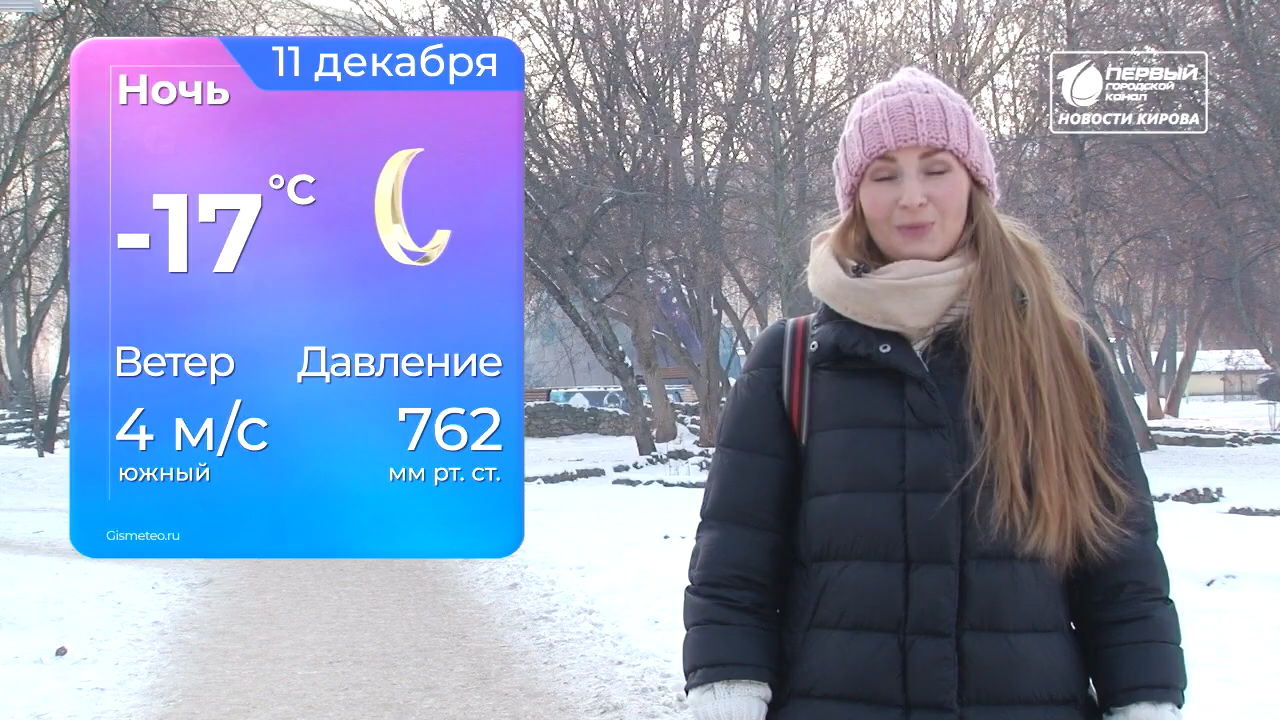 11 декабря
Ночь
-17 °C
Ветер Давление
4 м/с 762
южный мм рт. ст.
Gismeteo.ru
ПЕРВЫЙ
ГОРОДСКОЙ
КАНАЛ
НОВОСТИ КИРОВА